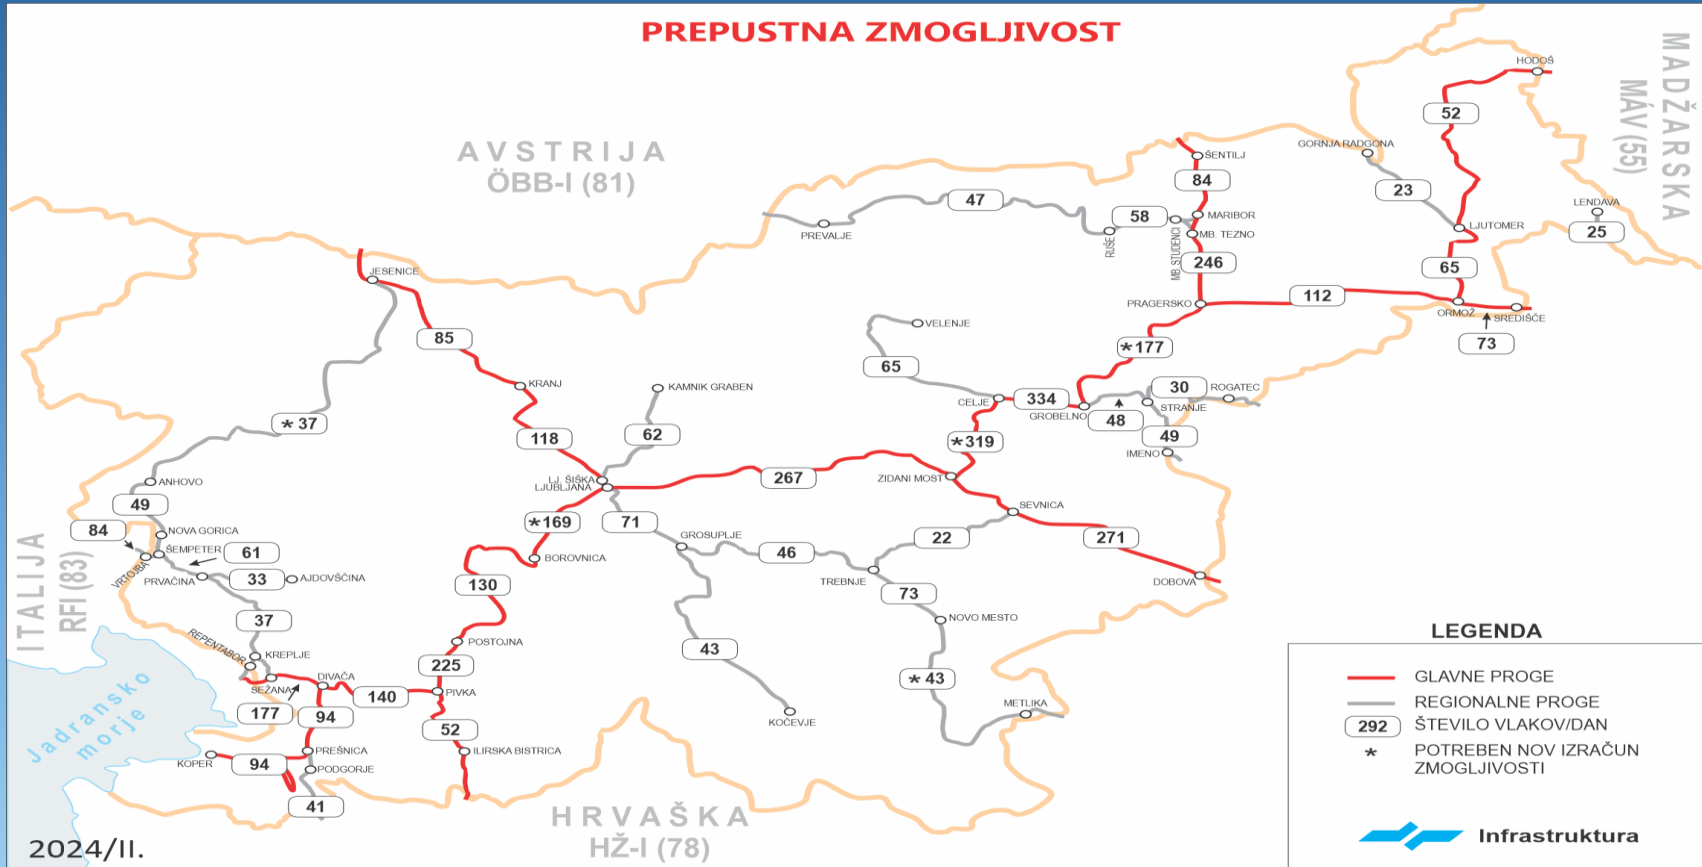 PREPUSTNA ZMOGLJIVOST
MADŽARSKA
MÁV (55)
AVSTRIJA
ÖBB-I (81)
HODOŠ
52
GORNJA RADGONA
23
LENDAVA
25
LJUTOMER
65
ŠENTILJ
84
MARIBOR
MB. TEZNO
MB. STUDENCI
58
RUŠE
47
PREVALJE
246
PRAGERSKO
112
ORMOŽ
SREDIŠČE
73
JESENICE
85
KRANJ
118
* 37
VELENJE
65
* 177
CELJE
334
GROBELNO
48
30
ROGATEC
STRANJE
49
IMENO
KAMNIK GRABEN
62
* 319
ZIDANI MOST
267
LJ. ŠIŠKA
LJUBLJANA
ANHOVO
49
84
NOVA GORICA
ŠEMPETER
61
VRTOJBA
PRVAČINA
33
AJDOVŠČINA
37
ITALIJA
RFI (83)
* 169
BOROVNICA
130
71
GROSUPLJE
46
22
SEVNICA
271
DOBOVA
TREBNJE
73
NOVO MESTO
43
* 43
KOČEVJE
METLIKA
POSTOJNA
225
PIVKA
REPENTABOR
KREPLJE
SEŽANA
DIVAČA
140
177
94
52
ILIRSKA BISTRICA
PREŠNICA
KOPER
94
PODGORJE
41
Jadransko
morje
HRVAŠKA
HŽ-I (78)
LEGENDA
GLAVNE PROGE
REGIONALNE PROGE
292 ŠTEVILO VLAKOV/DAN
* POTREBEN NOV IZRAČUN
ZMOGLJIVOSTI
Infrastruktura
2024/II.